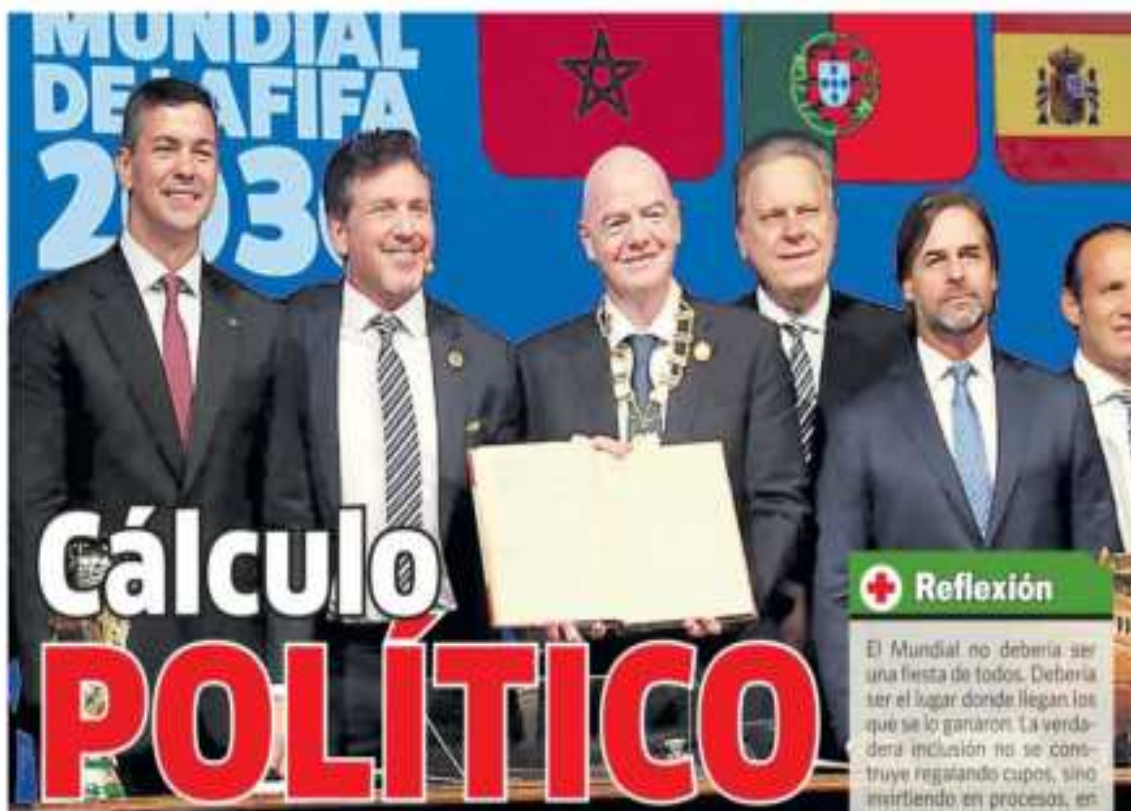 MUNDIAL
DE LA FIFA
2030
Cálculo
POLÍTICO
Reflexión
El Mundial no debería ser
una fiesta de todos. Debería
ser el lugar donde llegan los
que se lo ganaron. La verda-
dera inclusión no se cons-
truye regalando cupos, sino
invirtiendo en procesos, en